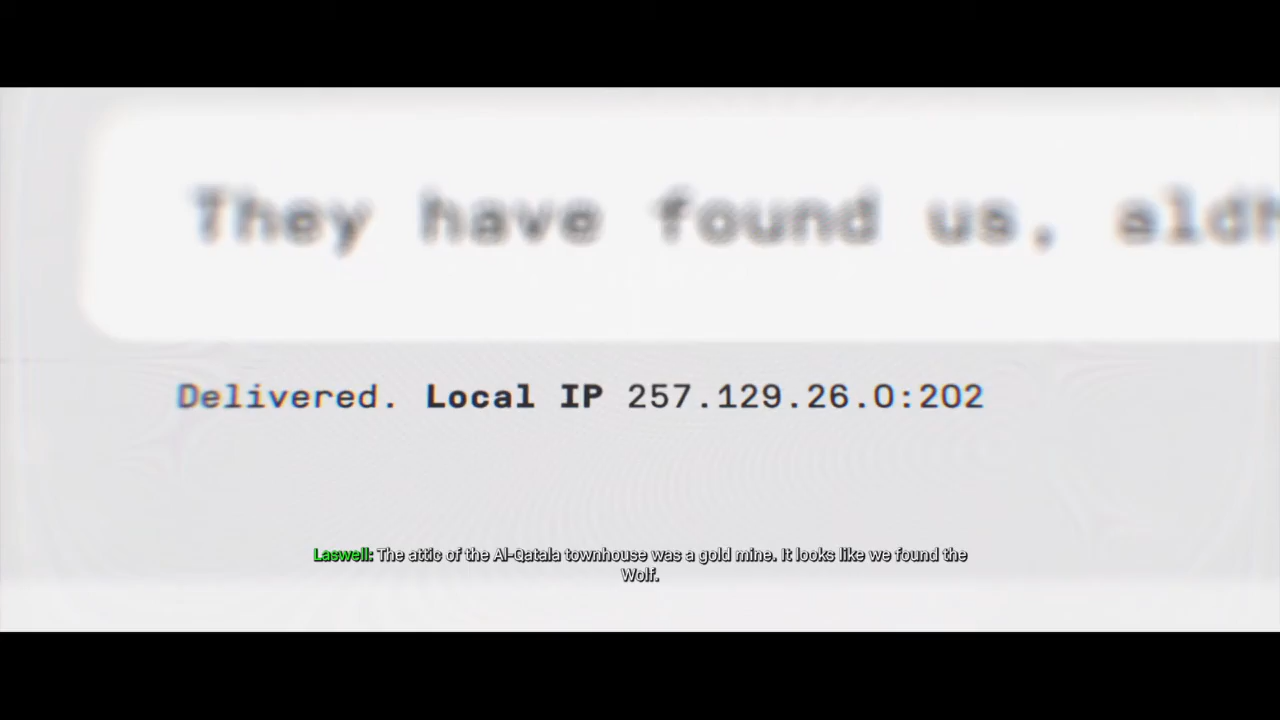 They have found us, aldh
Delivered. Local IP 257.129.26.0:202
Laswell: The attic of the Al-Qatala townhouse was a gold mine. It looks like we found the
Wolf.